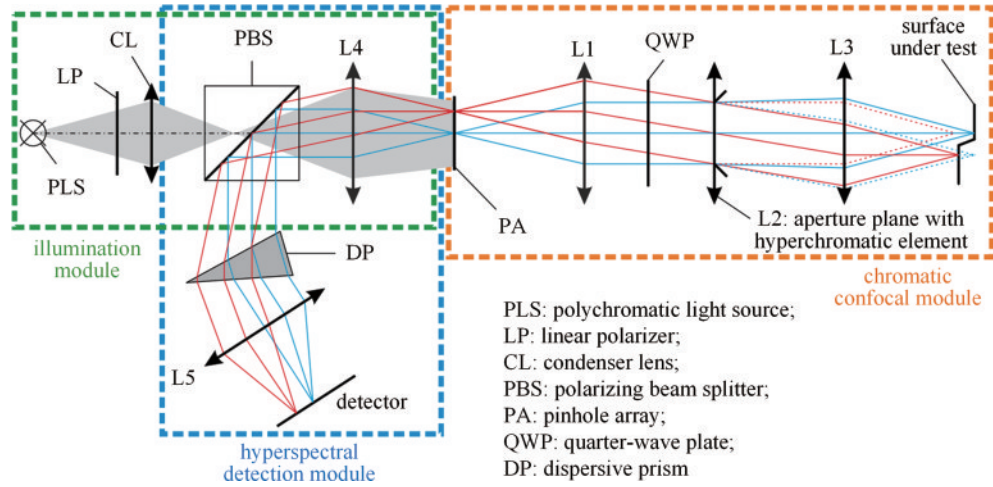 CL
PBS
L4
L1
QWP
L3
surface
under test
LP
PLS
PA
L2: aperture plane with
hyperchromatic element
illumination
module
DP
chromatic
confocal module
L5
detector
hyperspectral
detection module
PLS: polychromatic light source;
LP: linear polarizer;
CL: condenser lens;
PBS: polarizing beam splitter;
PA: pinhole array;
QWP: quarter-wave plate;
DP: dispersive prism